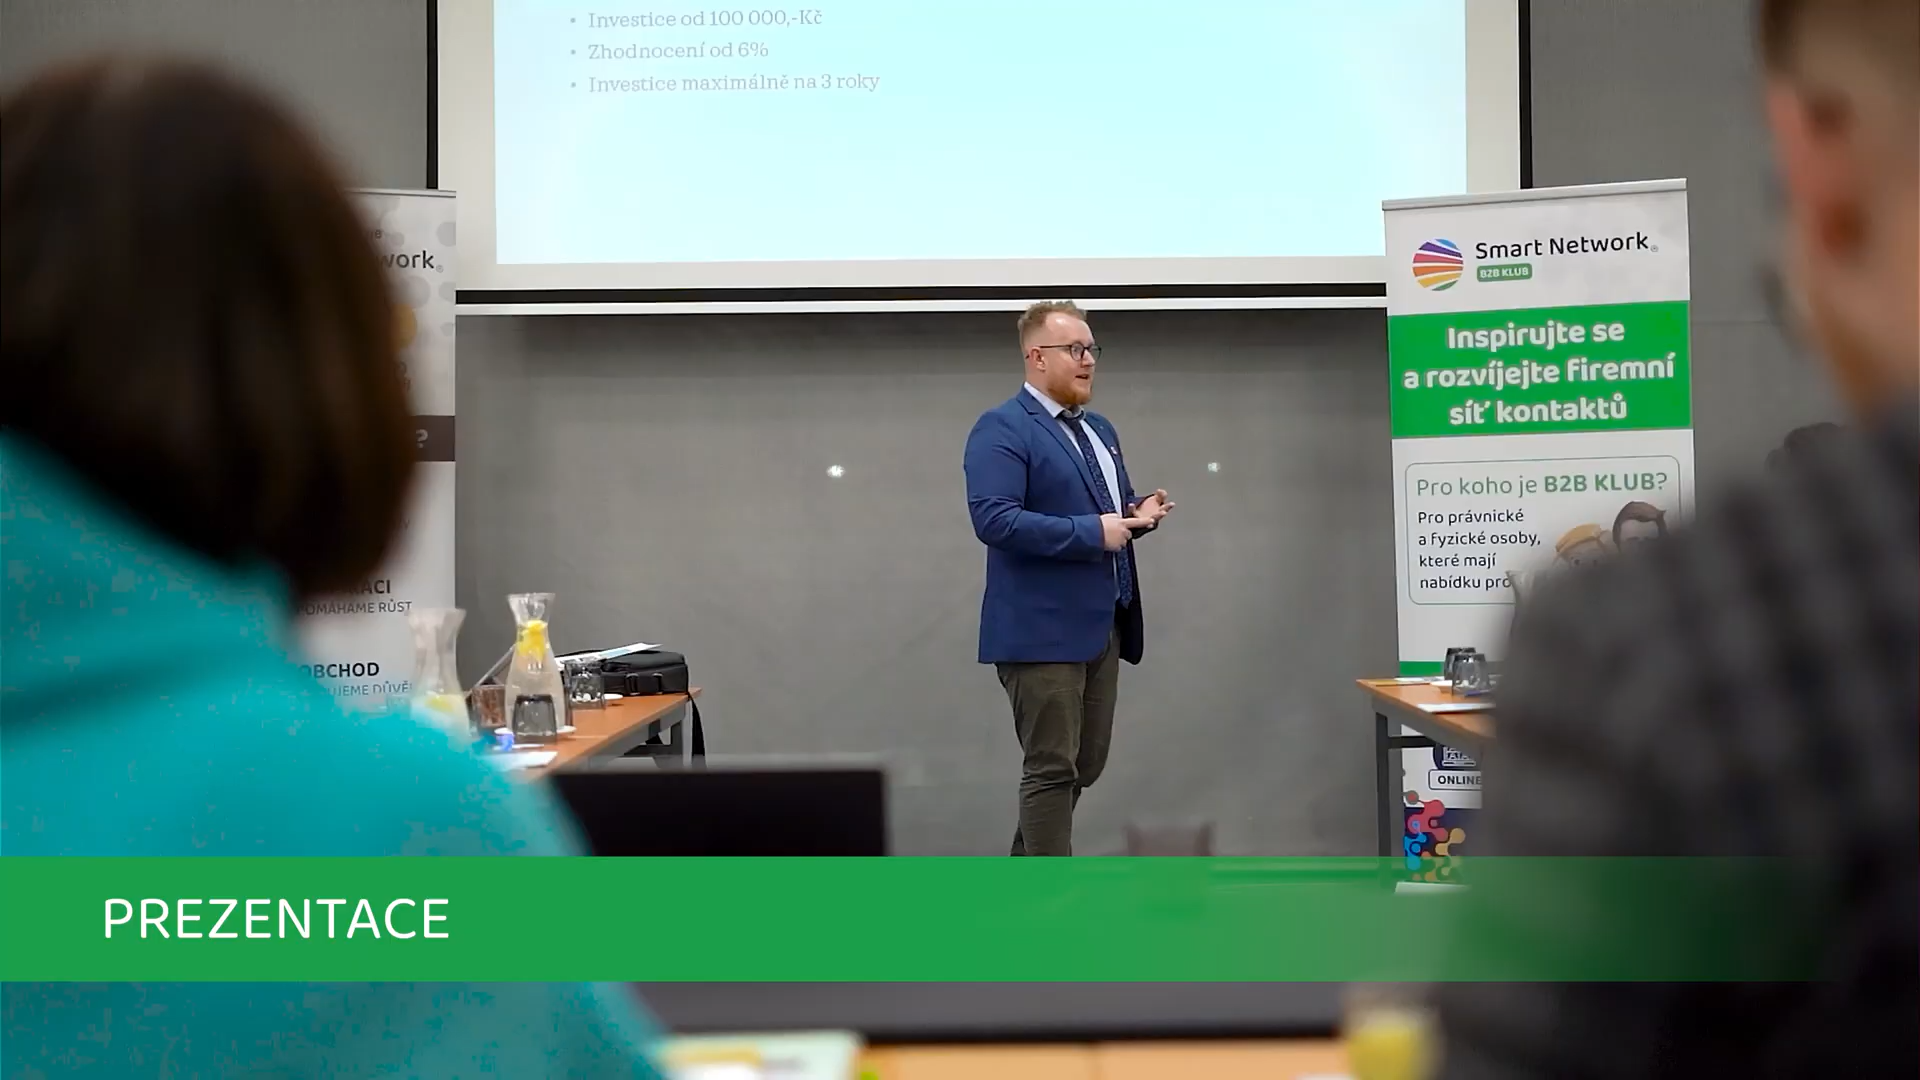 • Investice od 100 000,-Kč
• Zhodnocení od 6%
• Investice maximálně na 3 roky
work®
?
Smart Network®
B2B KLUB
Inspirujte se
a rozvíjejte firemní
síť kontaktů
Pro koho je B2B KLUB?
Pro právnické
a fyzické osoby,
které mají
nabídku pro
OBCHOD
ONLINE
PREZENTACE